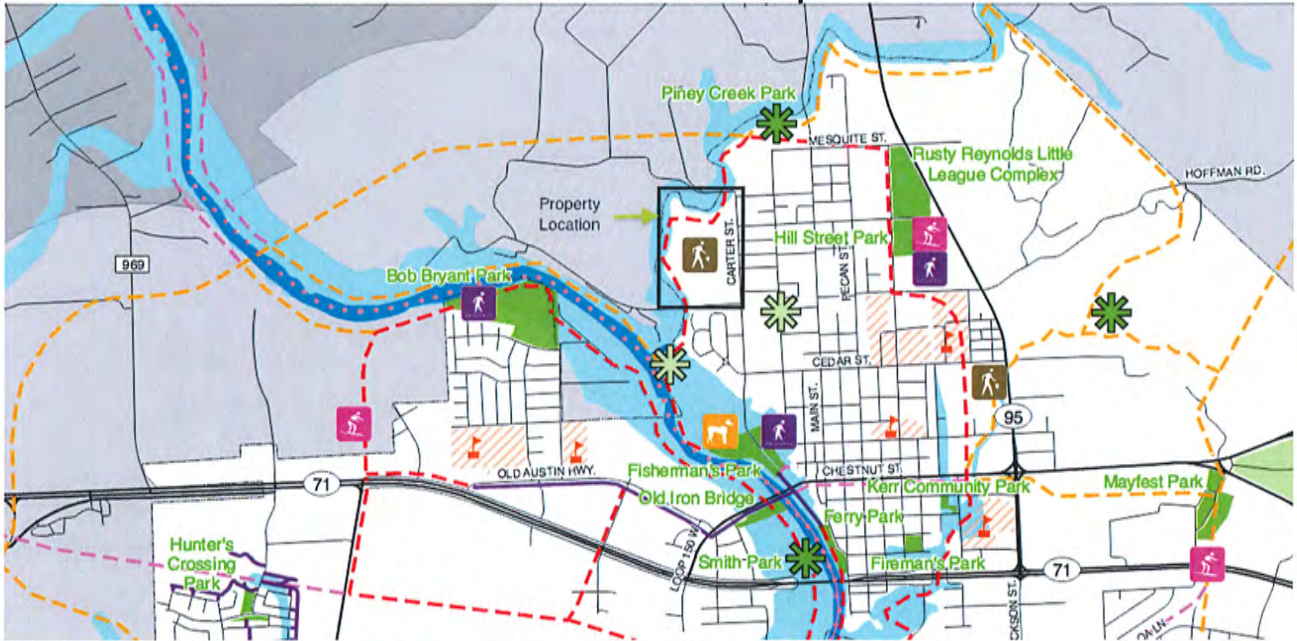 Piney Creek Park
MESQUITE ST.
Rusty Reynolds Little
League Complex
HOFFMAN RD.
Property
Location
CARTER ST.
Hill Street Park
PECAN ST.
969
Bob Bryant Park
CEDAR ST.
MAIN ST.
95
OLD AUSTIN HWY.
Fisherman's Park
CHESTNUT ST.
71
Old Iron Bridge
Kerr Community Park
Mayfest Park
Ferry Park
LOOP 150 W
Hunter's
Crossing
Park
Smith Park
Fireman's Park
71
CKSON ST.
OA LN.